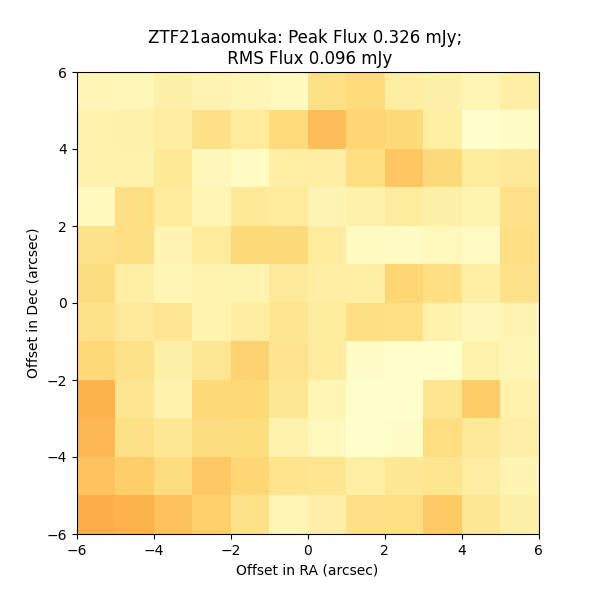 ZTF21aaomuka: Peak Flux 0.326 mJy;
RMS Flux 0.096 mJy
6
4
2
0
−2
−4
−6
Offset in Dec (arcsec)
−6 −4 −2 0 2 4 6
Offset in RA (arcsec)